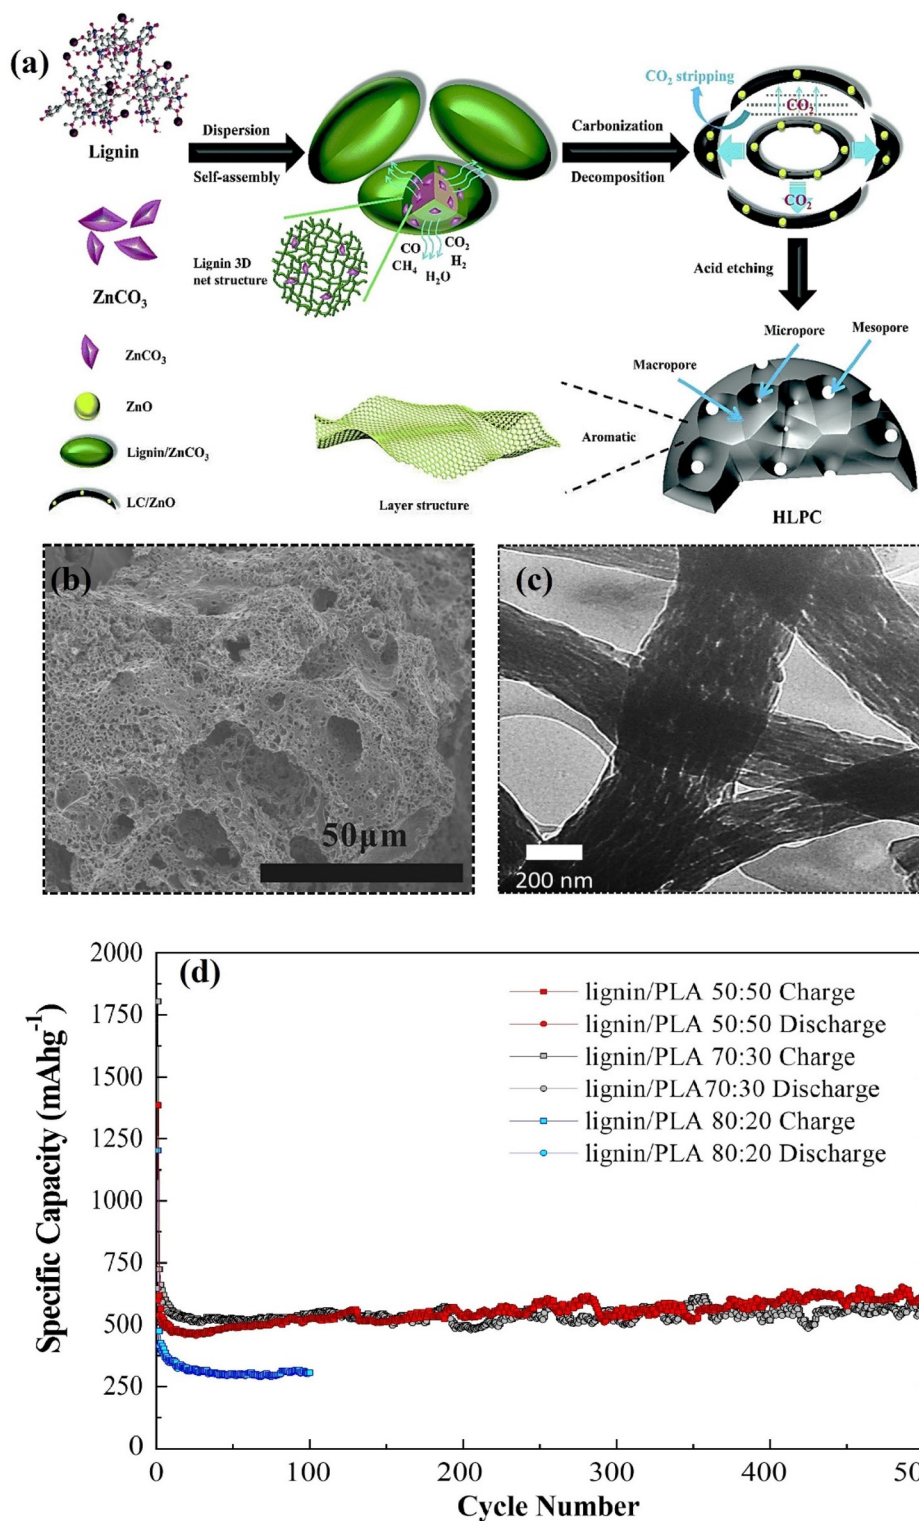 (a)
Lignin
ZnCO3
Dispersion
Self-assembly
Lignin 3D
net structure
CO
CH4
H2O
CO2
H2
Carbonization
Decomposition
CO2 stripping
CO2
CO2
Acid etching
ZnCO3
ZnO
Lignin/ZnCO3
LC/ZnO
Layer structure
Aromatic
Macropore
Micropore
Mesopore
HLPC
(b)
50μm
(c)
200 nm
(d)
lignin/PLA 50:50 Charge
lignin/PLA 50:50 Discharge
lignin/PLA 70:30 Charge
lignin/PLA70:30 Discharge
lignin/PLA 80:20 Charge
lignin/PLA 80:20 Discharge
Specific Capacity (mAhg-1)
2000
1750
1500
1250
1000
750
500
250
0
0
100
200
300
400
Cycle Number